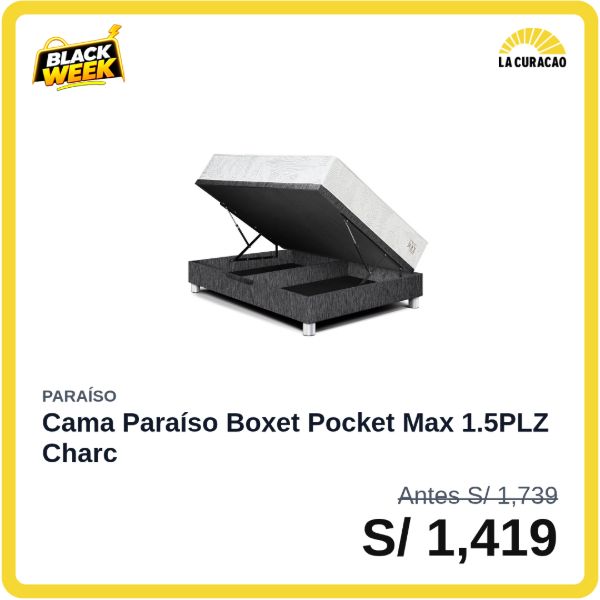 BLACK
WEEK
LA CURACAO
PARAÍSO
Cama Paraíso Boxet Pocket Max 1.5PLZ
Charc
Antes S/ 1,739
S/ 1,419